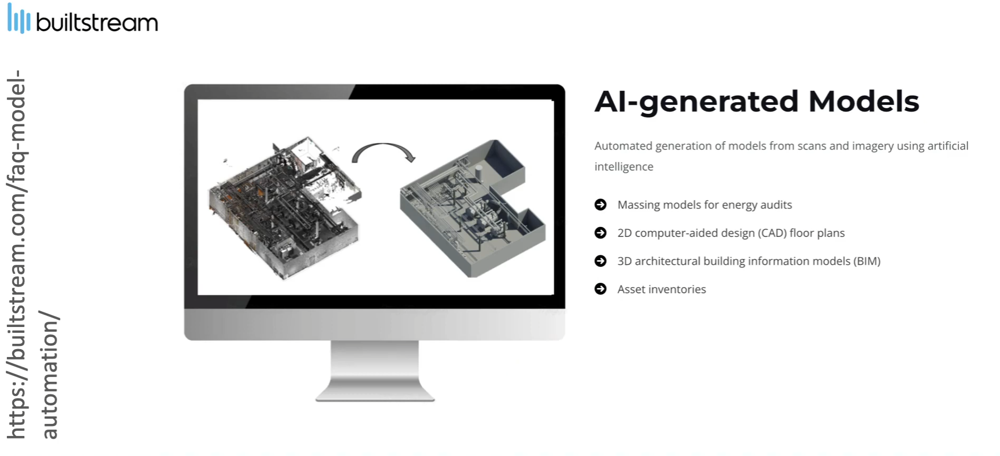 builtstream
https://builtstream.com/faq-model-
automation/
AI-generated Models
Automated generation of models from scans and imagery using artificial
intelligence
Massing models for energy audits
2D computer-aided design (CAD) floor plans
3D architectural building information models (BIM)
Asset inventories